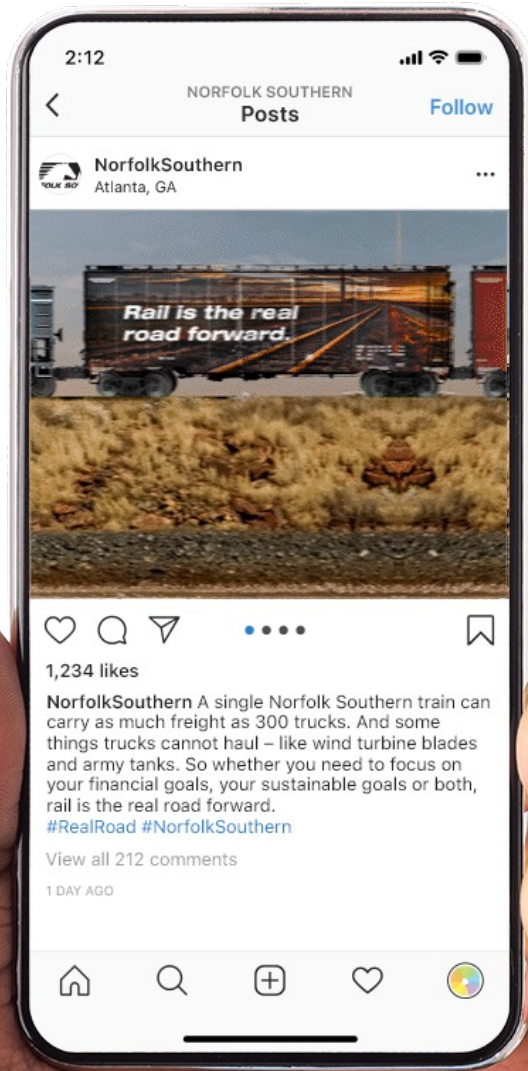 2:12
NORFOLK SOUTHERN
Posts
Follow
NorfolkSouthern
Atlanta, GA
Rail is the real
road forward.
1,234 likes
NorfolkSouthern A single Norfolk Southern train can
carry as much freight as 300 trucks. And some
things trucks cannot haul – like wind turbine blades
and army tanks. So whether you need to focus on
your financial goals, your sustainable goals or both,
rail is the real road forward.
#RealRoad #NorfolkSouthern
View all 212 comments
1 DAY AGO